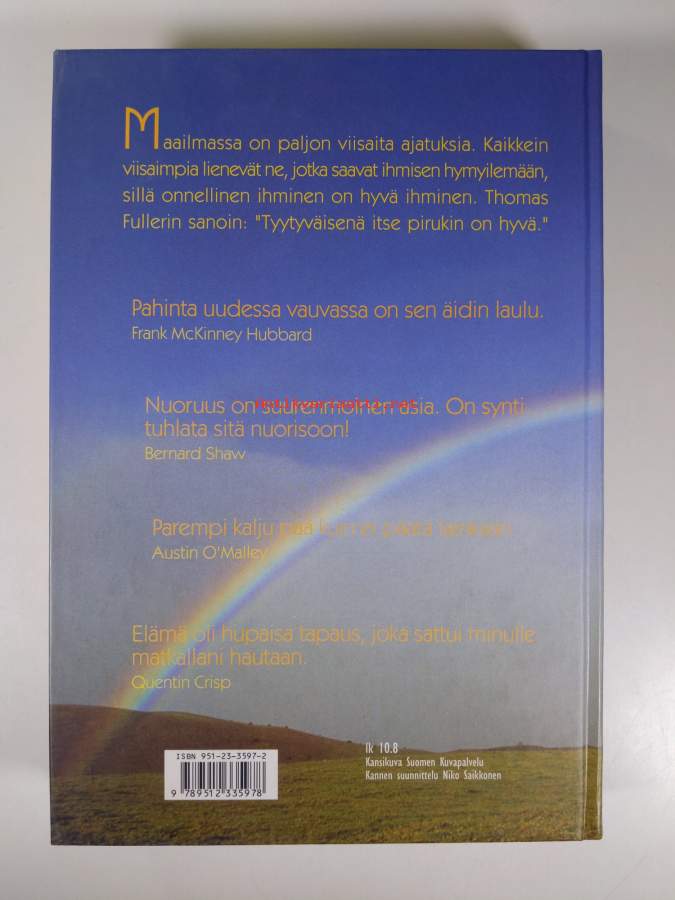 Maailmassa on paljon viisaita ajatuksia. Kaikkein
viisaimpia lienevät ne, jotka saavat ihmisen hymyilemään,
sillä onnellinen ihminen on hyvä ihminen. Thomas
Fullerin sanoin: "Tyytyväisenä itse pirukin on hyvä."
Pahinta uudessa vauvassa on sen äidin laulu.
Frank McKinney Hubbard
Nuoruus on suurenmoinen asia. On synti
tuhlata sitä nuorisoon!
Bernard Shaw
Parempi kalju pää kuin ei päätä
Austin O'Malley
Elämä oli hupaisa tapaus, joka sattui minulle
matkallani hautaan.
Quentin Crisp
ISBN 951-23-3597-2
9 789512 335978
lk 10.8
Kansikuva Suomen Kuvapalvelu
Kannen suunnittelu Niko Saikkonen